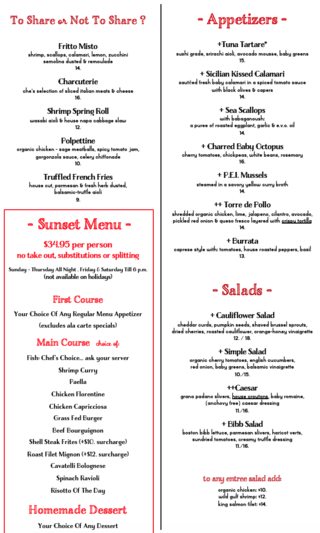 To Share or Not To Share ?
Fritto Misto
shrimp, scallops, calamari, lemon, zucchini
semolina dusted & remoulade
14.
Charcuterie
che's selection of sliced italian meats & cheese
16.
Shrimp Spring Roll
wasabi aioli & house napa cabbage slaw
12.
Folpettine
organic chicken - sage meatballs, spicy tomato jam,
gorgonzola sauce, celery chiffonade
10.
Truffled French Fries
house cut, parmesan & fresh herb dusted,
balsamic-truffle aioli
9.
- Sunset Menu -
$34.95 per person
no take out, substitutions or splitting
Sunday - Thursday All Night . Friday & Saturday Till 6 p.m.
(not available on holidays)
First Course
Your Choice Of Any Regular Menu Appetizer
(excludes ala carte specials)
Main Course choice of:
Fish: Chef's Choice.. ask your server
Shrimp Curry
Paella
Chicken Florentine
Chicken Capricciosa
Grass Fed Burger
Beef Bourguignon
Shell Steak Frites (+$10. surcharge)
Roast Filet Mignon (+$12. surcharge)
Cavatelli Bolognese
Spinach Ravioli
Risotto Of The Day
Homemade Dessert
Your Choice Of Any Dessert
- Appetizers -
+Tuna Tartare*
sushi grade, sriracha aioli, avocado mousse, baby greens
15.
+ Sicilian Kissed Calamari
sautéed fresh baby calamari in a spiced tomato sauce
with black olives & capers
14.
+ Sea Scallops
with babaganoush;
a puree of roasted eggplant, garlic & e.v.o. oil
14.
+ Charred Baby Octopus
cherry tomatoes, chickpeas, white beans, rosemary
16.
+ P.E.I. Mussels
steamed in a savory yellow curry broth
14.
++ Torre de Follo
shredded organic chicken, lime, jalapeno, cilantro, avocado,
pickled red onion & queso fresco layered with crispy tortilla
14.
+ Burrata
caprese style with: tomatoes, house roasted peppers, basil
13.
- Salads -
+ Cauliflower Salad
cheddar curds, pumpkin seeds, shaved brussel sprouts,
dried cherries, roasted cauliflower, orange-honey vinaigrette
12. / 18.
+ Simple Salad
organic cherry tomatoes, english cucumbers,
red onion, baby greens, balsamic vinaigrette
10./15.
++Caesar
grana padano slivers, house croutons, baby romaine,
(anchovy free) caesar dressing
11./16.
+ Bibb Salad
boston bibb lettuce, parmesan slivers, haricot verts,
sundried tomatoes, creamy truffle dressing
11./16.
to any entree salad add:
organic chicken: +10.
wild gulf shrimp: +12.
king salmon filet: +14.